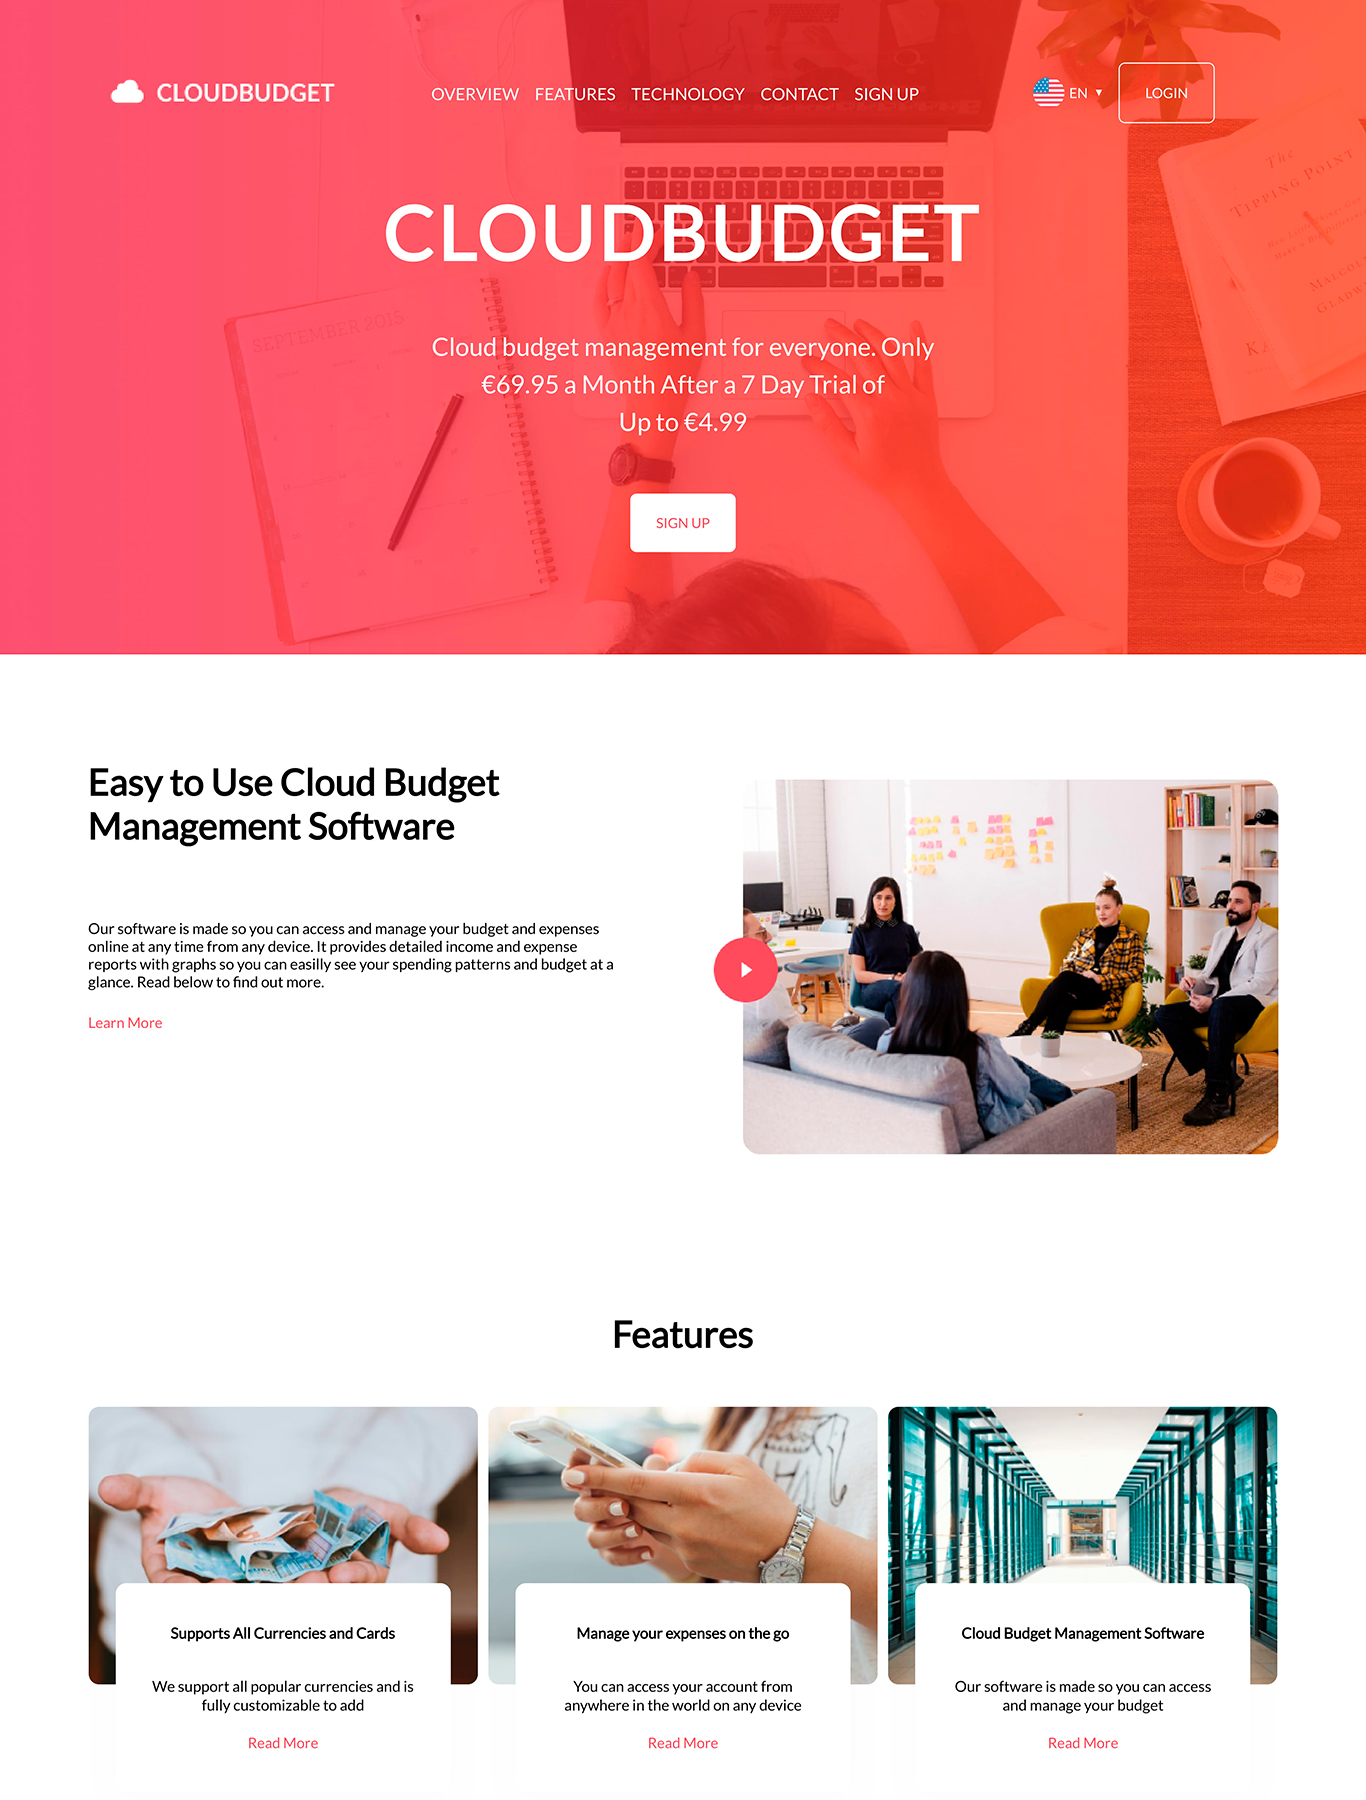 CLOUDBUDGET
OVERVIEW FEATURES TECHNOLOGY CONTACT SIGN UP
EN ▼
LOGIN
The
TIPPING POINT
CLOUDBUDGET
SEPTEMBER 2015
Cloud budget management for everyone. Only
€69.95 a Month After a 7 Day Trial of
Up to €4.99
SIGN UP
Easy to Use Cloud Budget
Management Software
Our software is made so you can access and manage your budget and expenses
online at any time from any device. It provides detailed income and expense
reports with graphs so you can easilly see your spending patterns and budget at a
glance. Read below to find out more.
Learn More
Features
Supports All Currencies and Cards
We support all popular currencies and is
fully customizable to add
Read More
Manage your expenses on the go
You can access your account from
anywhere in the world on any device
Read More
Cloud Budget Management Software
Our software is made so you can access
and manage your budget
Read More